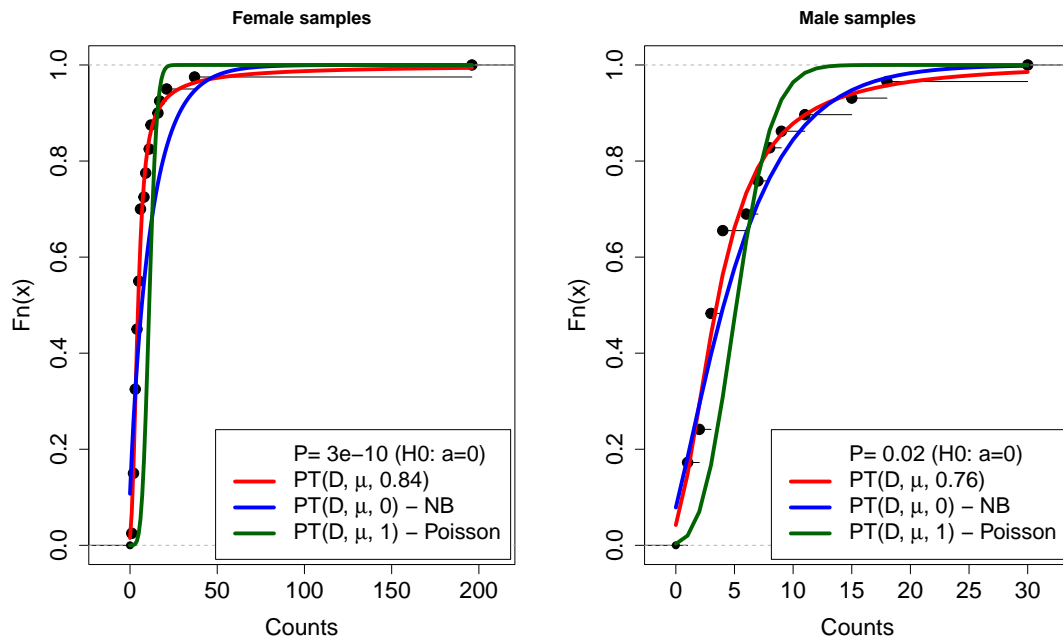 Female samples
Fn(x)
1.0
0.8
0.6
0.4
0.2
0.0
P= 3e−10 (H0: a=0)
PT(D, μ, 0.84)
PT(D, μ, 0) − NB
PT(D, μ, 1) − Poisson
0 50 100 150 200
Counts
Male samples
Fn(x)
1.0
0.8
0.6
0.4
0.2
0.0
P= 0.02 (H0: a=0)
PT(D, μ, 0.76)
PT(D, μ, 0) − NB
PT(D, μ, 1) − Poisson
0 5 10 15 20 25 30
Counts